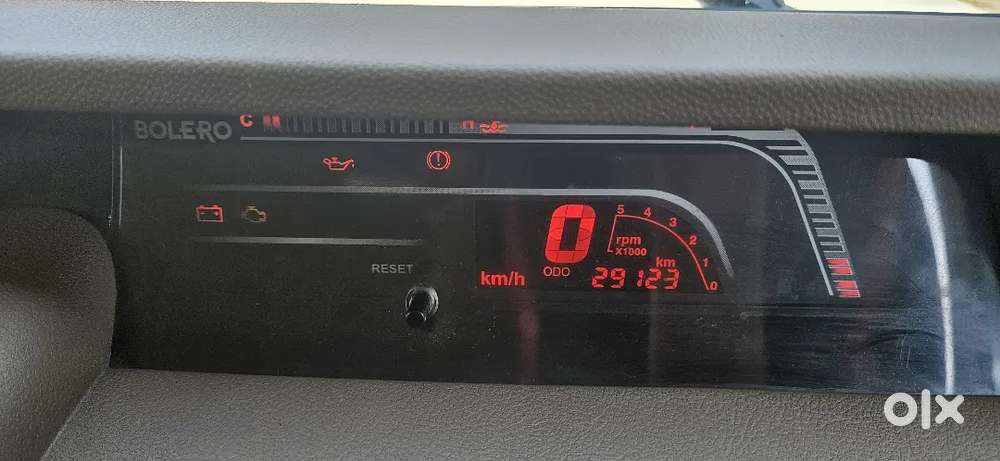 BOLERO C H
5 4 3 2 1 0
0 rpm
X1000
RESET
km/h ODO 29123 km
olx